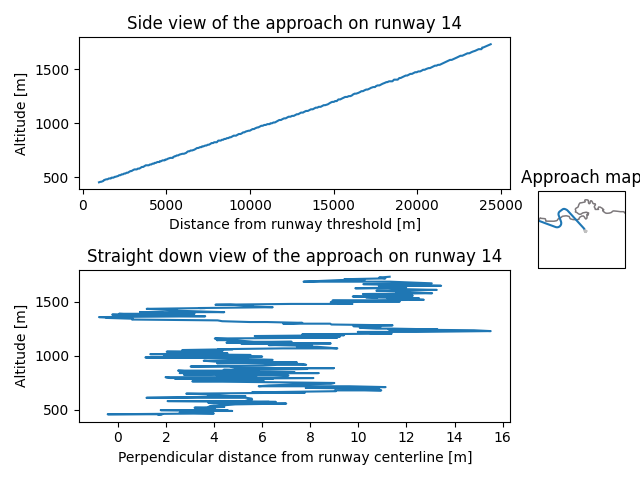 Side view of the approach on runway 14
Altitude [m]
1500
1000
500
0 5000 10000 15000 20000 25000
Distance from runway threshold [m]
Approach map
Straight down view of the approach on runway 14
Altitude [m]
1500
1000
500
0 2 4 6 8 10 12 14 16
Perpendicular distance from runway centerline [m]